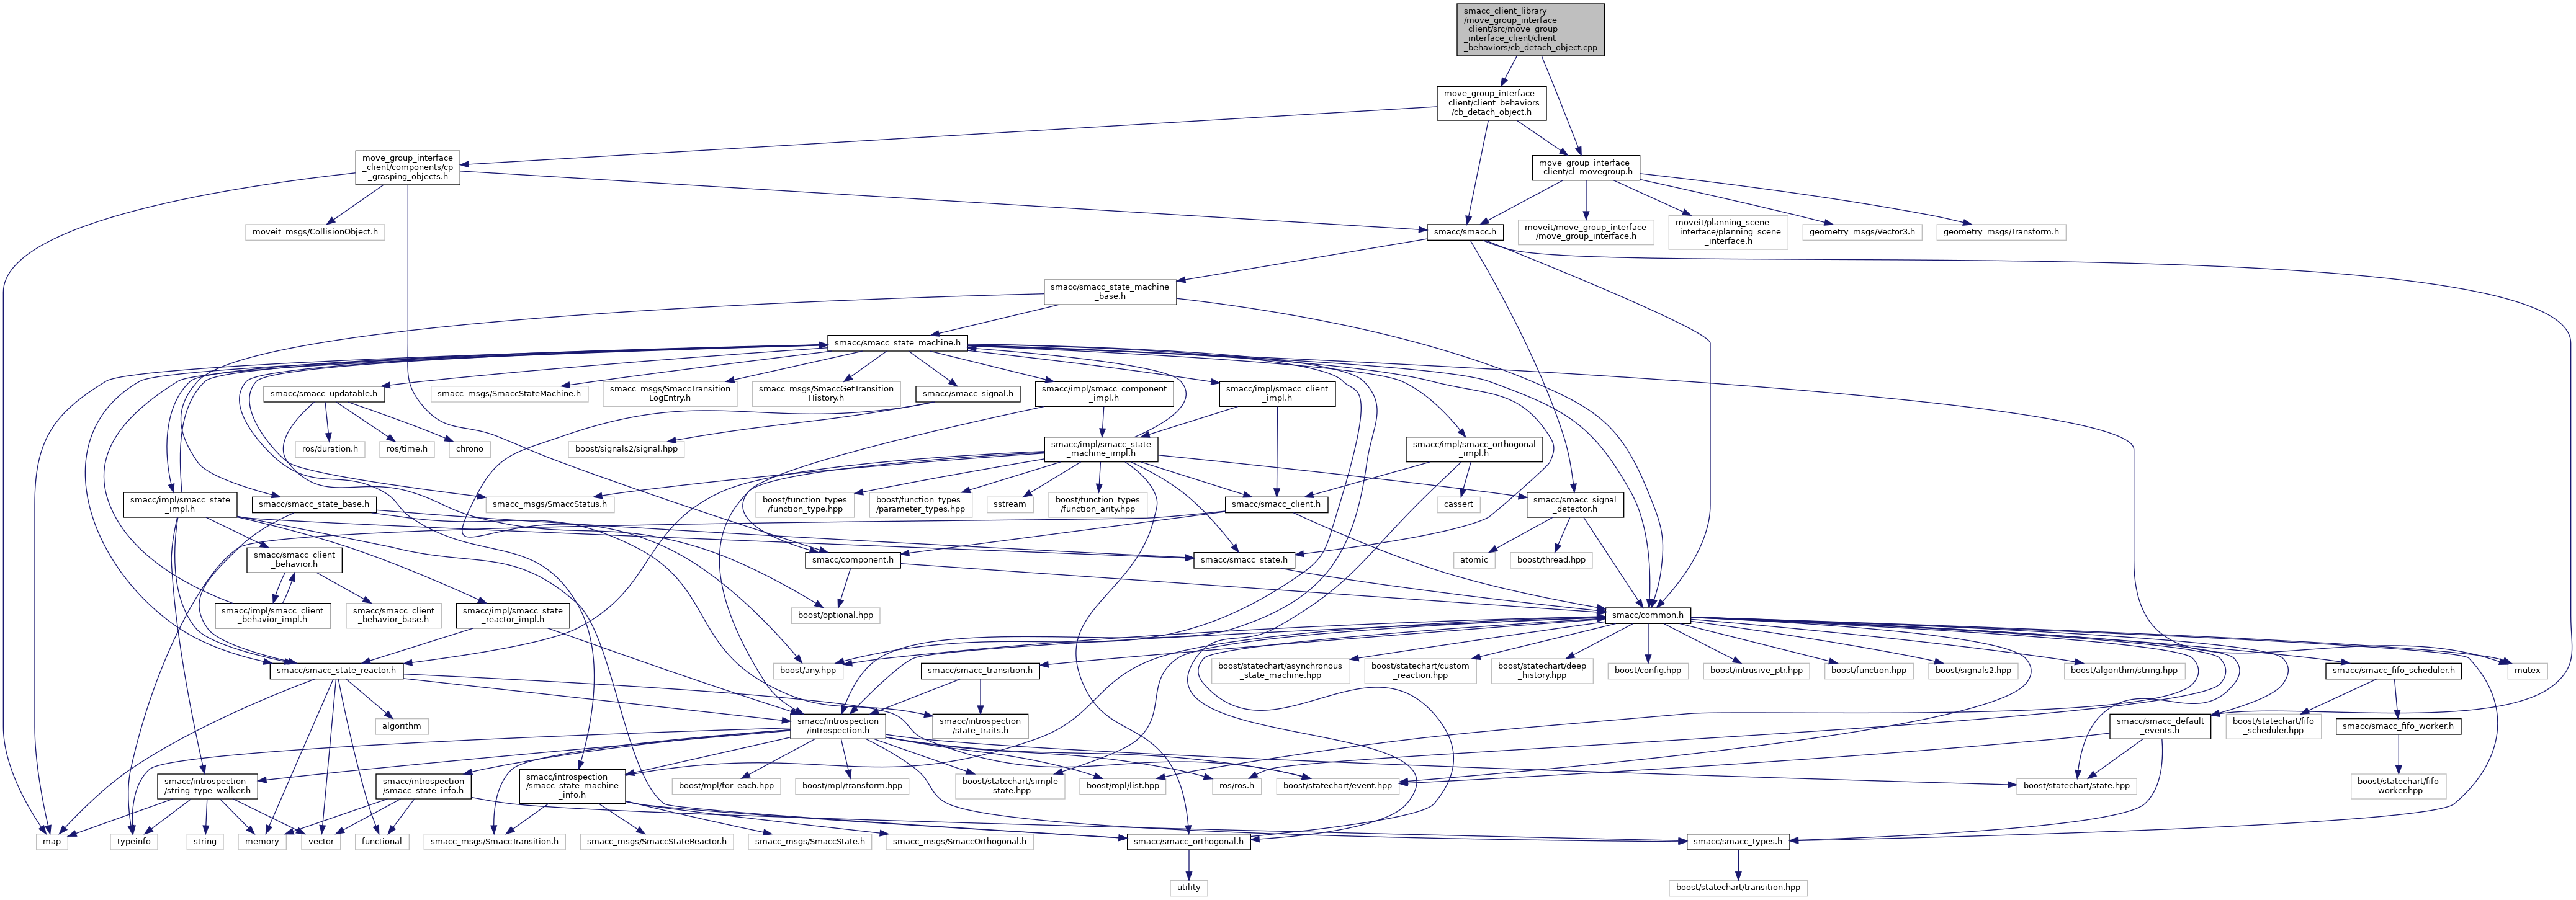 smacc_client_library
/move_group_interface
_client/src/move_group
_interface_client/client
_behaviors/cb_detach_object.cpp
move_group_interface
_client/client_behaviors
/cb_detach_object.h
move_group_interface
_client/components/cp
_grasping_objects.h
move_group_interface
_client/cl_movegroup.h
moveit_msgs/CollisionObject.h
smacc/smacc.h
moveit/move_group_interface
/move_group_interface.h
moveit/planning_scene
_interface/planning_scene
_interface.h
geometry_msgs/Vector3.h
geometry_msgs/Transform.h
smacc/smacc_state_machine
_base.h
smacc/smacc_state_machine.h
smacc/smacc_updatable.h
smacc_msgs/SmaccStateMachine.h
smacc_msgs/SmaccTransition
LogEntry.h
smacc_msgs/SmaccGetTransition
History.h
smacc/smacc_signal.h
smacc/impl/smacc_component
_impl.h
smacc/impl/smacc_client
_impl.h
ros/duration.h
ros/time.h
chrono
boost/signals2/signal.hpp
smacc/impl/smacc_state
_machine_impl.h
smacc/impl/smacc_orthogonal
_impl.h
smacc/impl/smacc_state
_impl.h
smacc/smacc_state_base.h
smacc_msgs/SmaccStatus.h
boost/function_types
/function_type.hpp
boost/function_types
/parameter_types.hpp
sstream
boost/function_types
/function_arity.hpp
smacc/smacc_client.h
cassert
smacc/smacc_signal
_detector.h
smacc/smacc_client
_behavior.h
smacc/component.h
smacc/smacc_state.h
atomic
boost/thread.hpp
smacc/impl/smacc_client
_behavior_impl.h
smacc/smacc_client
_behavior_base.h
smacc/impl/smacc_state
_reactor_impl.h
boost/optional.hpp
smacc/common.h
smacc/smacc_state_reactor.h
boost/any.hpp
smacc/smacc_transition.h
boost/statechart/asynchronous
_state_machine.hpp
boost/statechart/custom
_reaction.hpp
boost/statechart/deep
_history.hpp
boost/config.hpp
boost/intrusive_ptr.hpp
boost/function.hpp
boost/signals2.hpp
boost/algorithm/string.hpp
smacc/smacc_fifo_scheduler.h
mutex
algorithm
smacc/introspection
/introspection.h
smacc/introspection
/state_traits.h
smacc/smacc_default
_events.h
boost/statechart/fifo
_scheduler.hpp
smacc/smacc_fifo_worker.h
smacc/introspection
/string_type_walker.h
smacc/introspection
/smacc_state_info.h
smacc/introspection
/smacc_state_machine
_info.h
boost/mpl/for_each.hpp
boost/mpl/transform.hpp
boost/statechart/simple
_state.hpp
boost/mpl/list.hpp
ros/ros.h
boost/statechart/event.hpp
boost/statechart/state.hpp
boost/statechart/fifo
_worker.hpp
map
typeinfo
string
memory
vector
functional
smacc_msgs/SmaccTransition.h
smacc_msgs/SmaccStateReactor.h
smacc_msgs/SmaccState.h
smacc_msgs/SmaccOrthogonal.h
smacc/smacc_orthogonal.h
smacc/smacc_types.h
utility
boost/statechart/transition.hpp